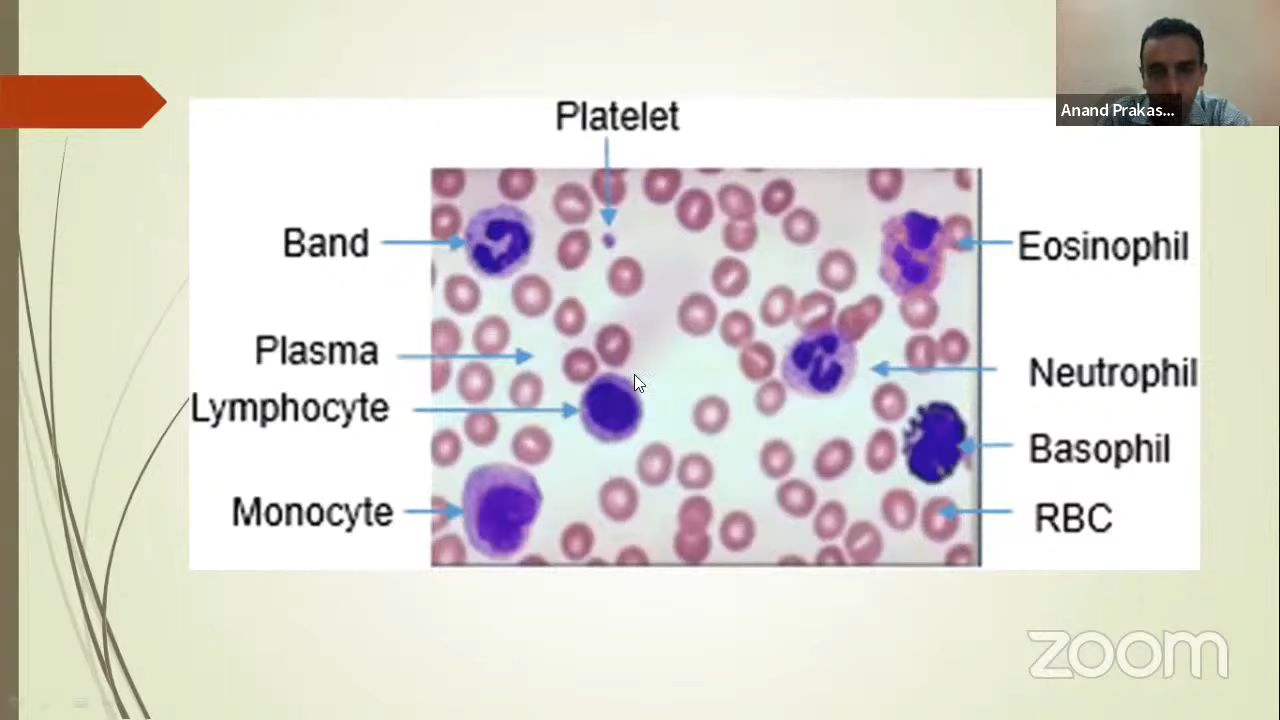 Anand Prakas...
Platelet
Band
Eosinophil
Plasma
Neutrophil
Lymphocyte
Basophil
Monocyte
RBC
zoom